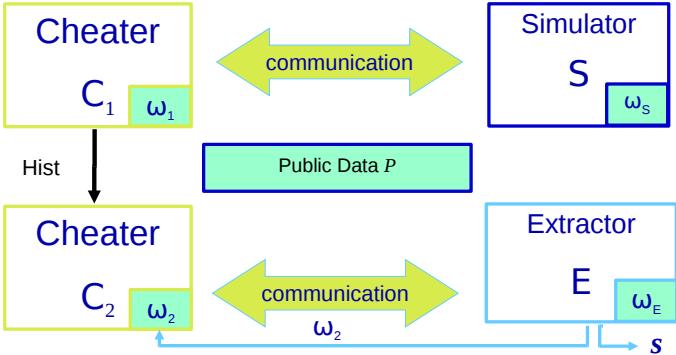 Cheater
C₁
ω₁
communication
Simulator
S
ωS
Hist
Public Data P
Cheater
C₂
ω₂
communication
ω₂
Extractor
E
ωE
s